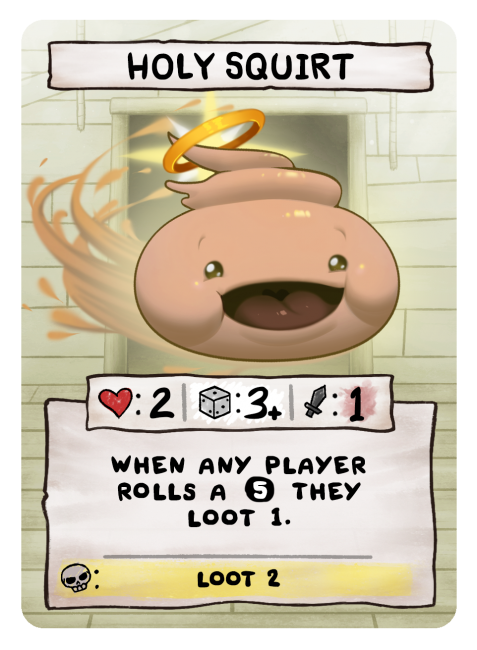 HOLY SQUIRT
: 2 : 3+ : 1
WHEN ANY PLAYER
ROLLS A 5 THEY
LOOT 1.
: LOOT 2